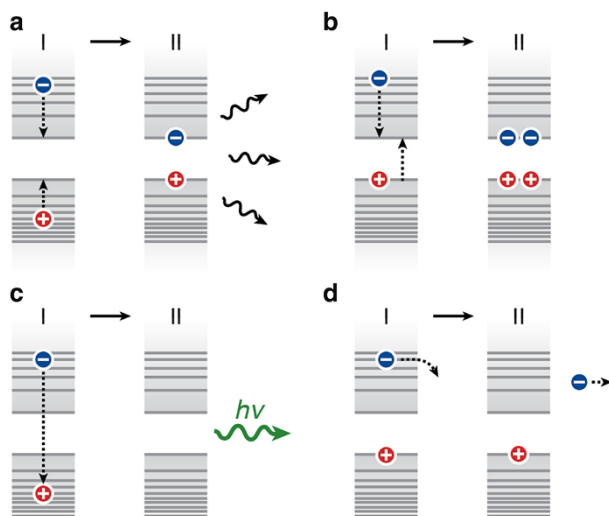 a
I → II
− − + +
b
I → II
− − − + + +
c
I → II
− + hν
d
I → II
− − + +